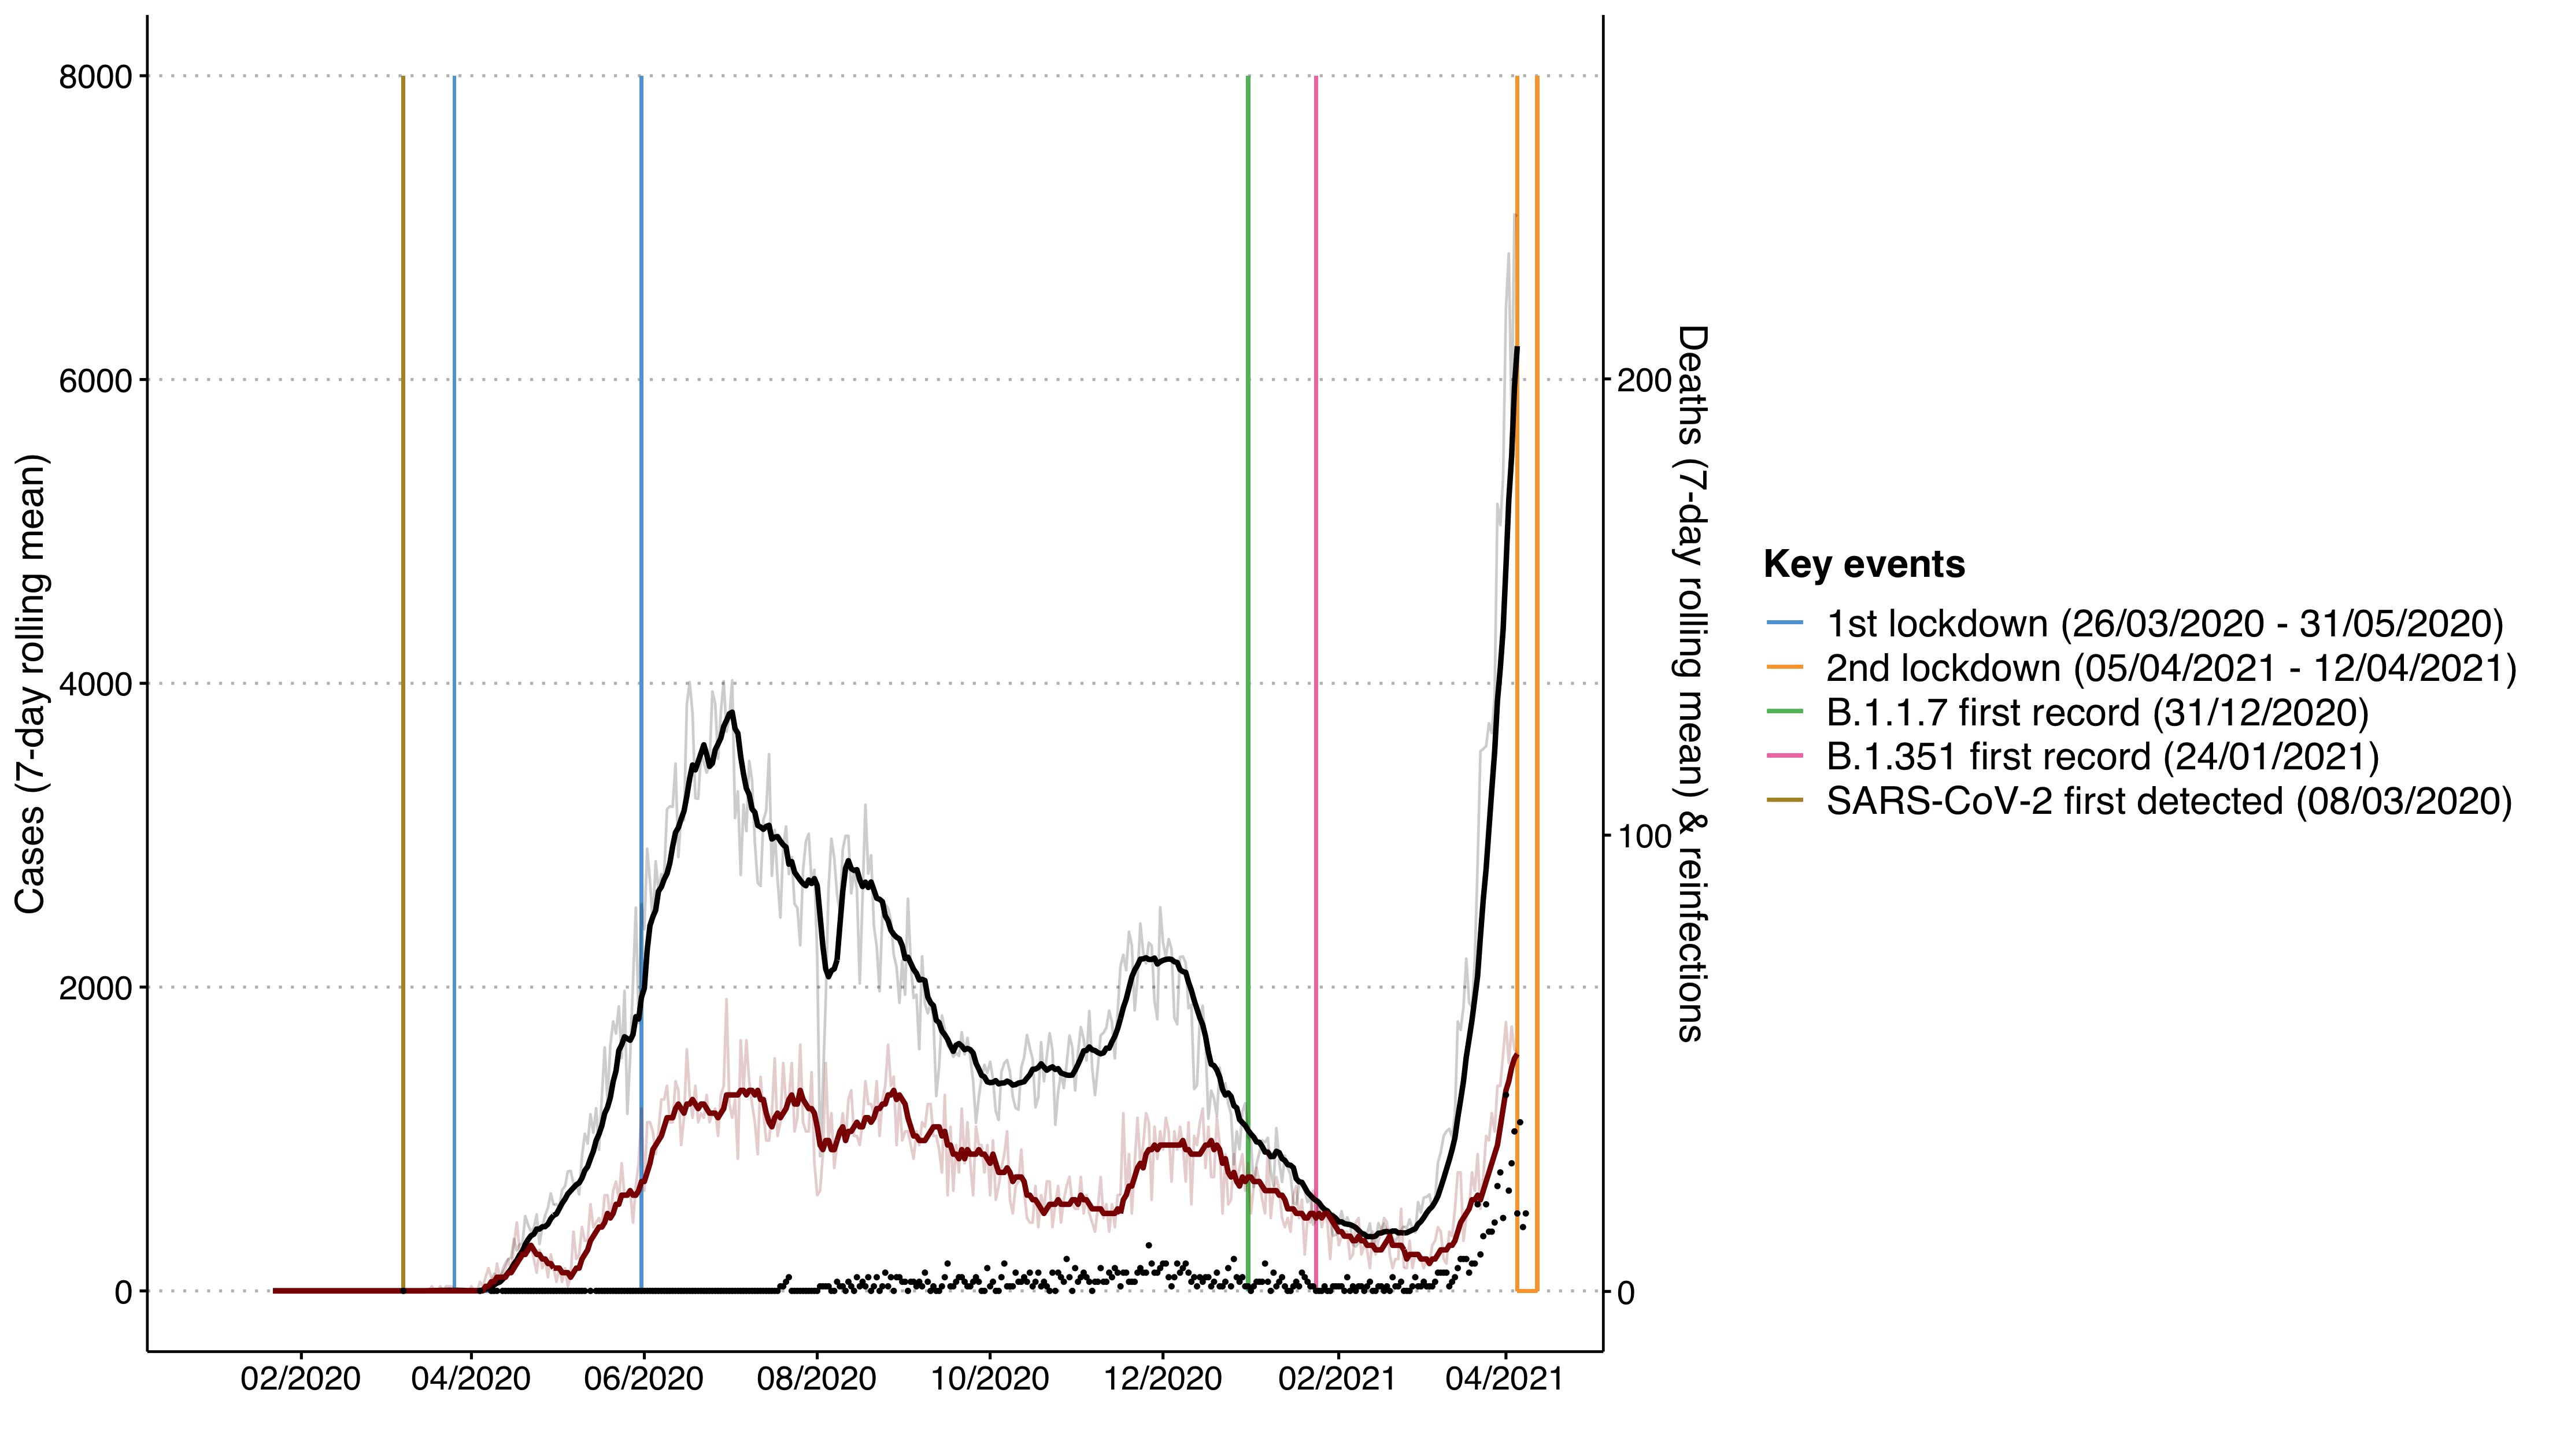 8000
6000
4000
2000
0
Cases (7-day rolling mean)
02/2020
04/2020
06/2020
08/2020
10/2020
12/2020
02/2021
04/2021
200
100
0
Deaths (7-day rolling mean) & reinfections
Key events
1st lockdown (26/03/2020 - 31/05/2020)
2nd lockdown (05/04/2021 - 12/04/2021)
B.1.1.7 first record (31/12/2020)
B.1.351 first record (24/01/2021)
SARS-CoV-2 first detected (08/03/2020)